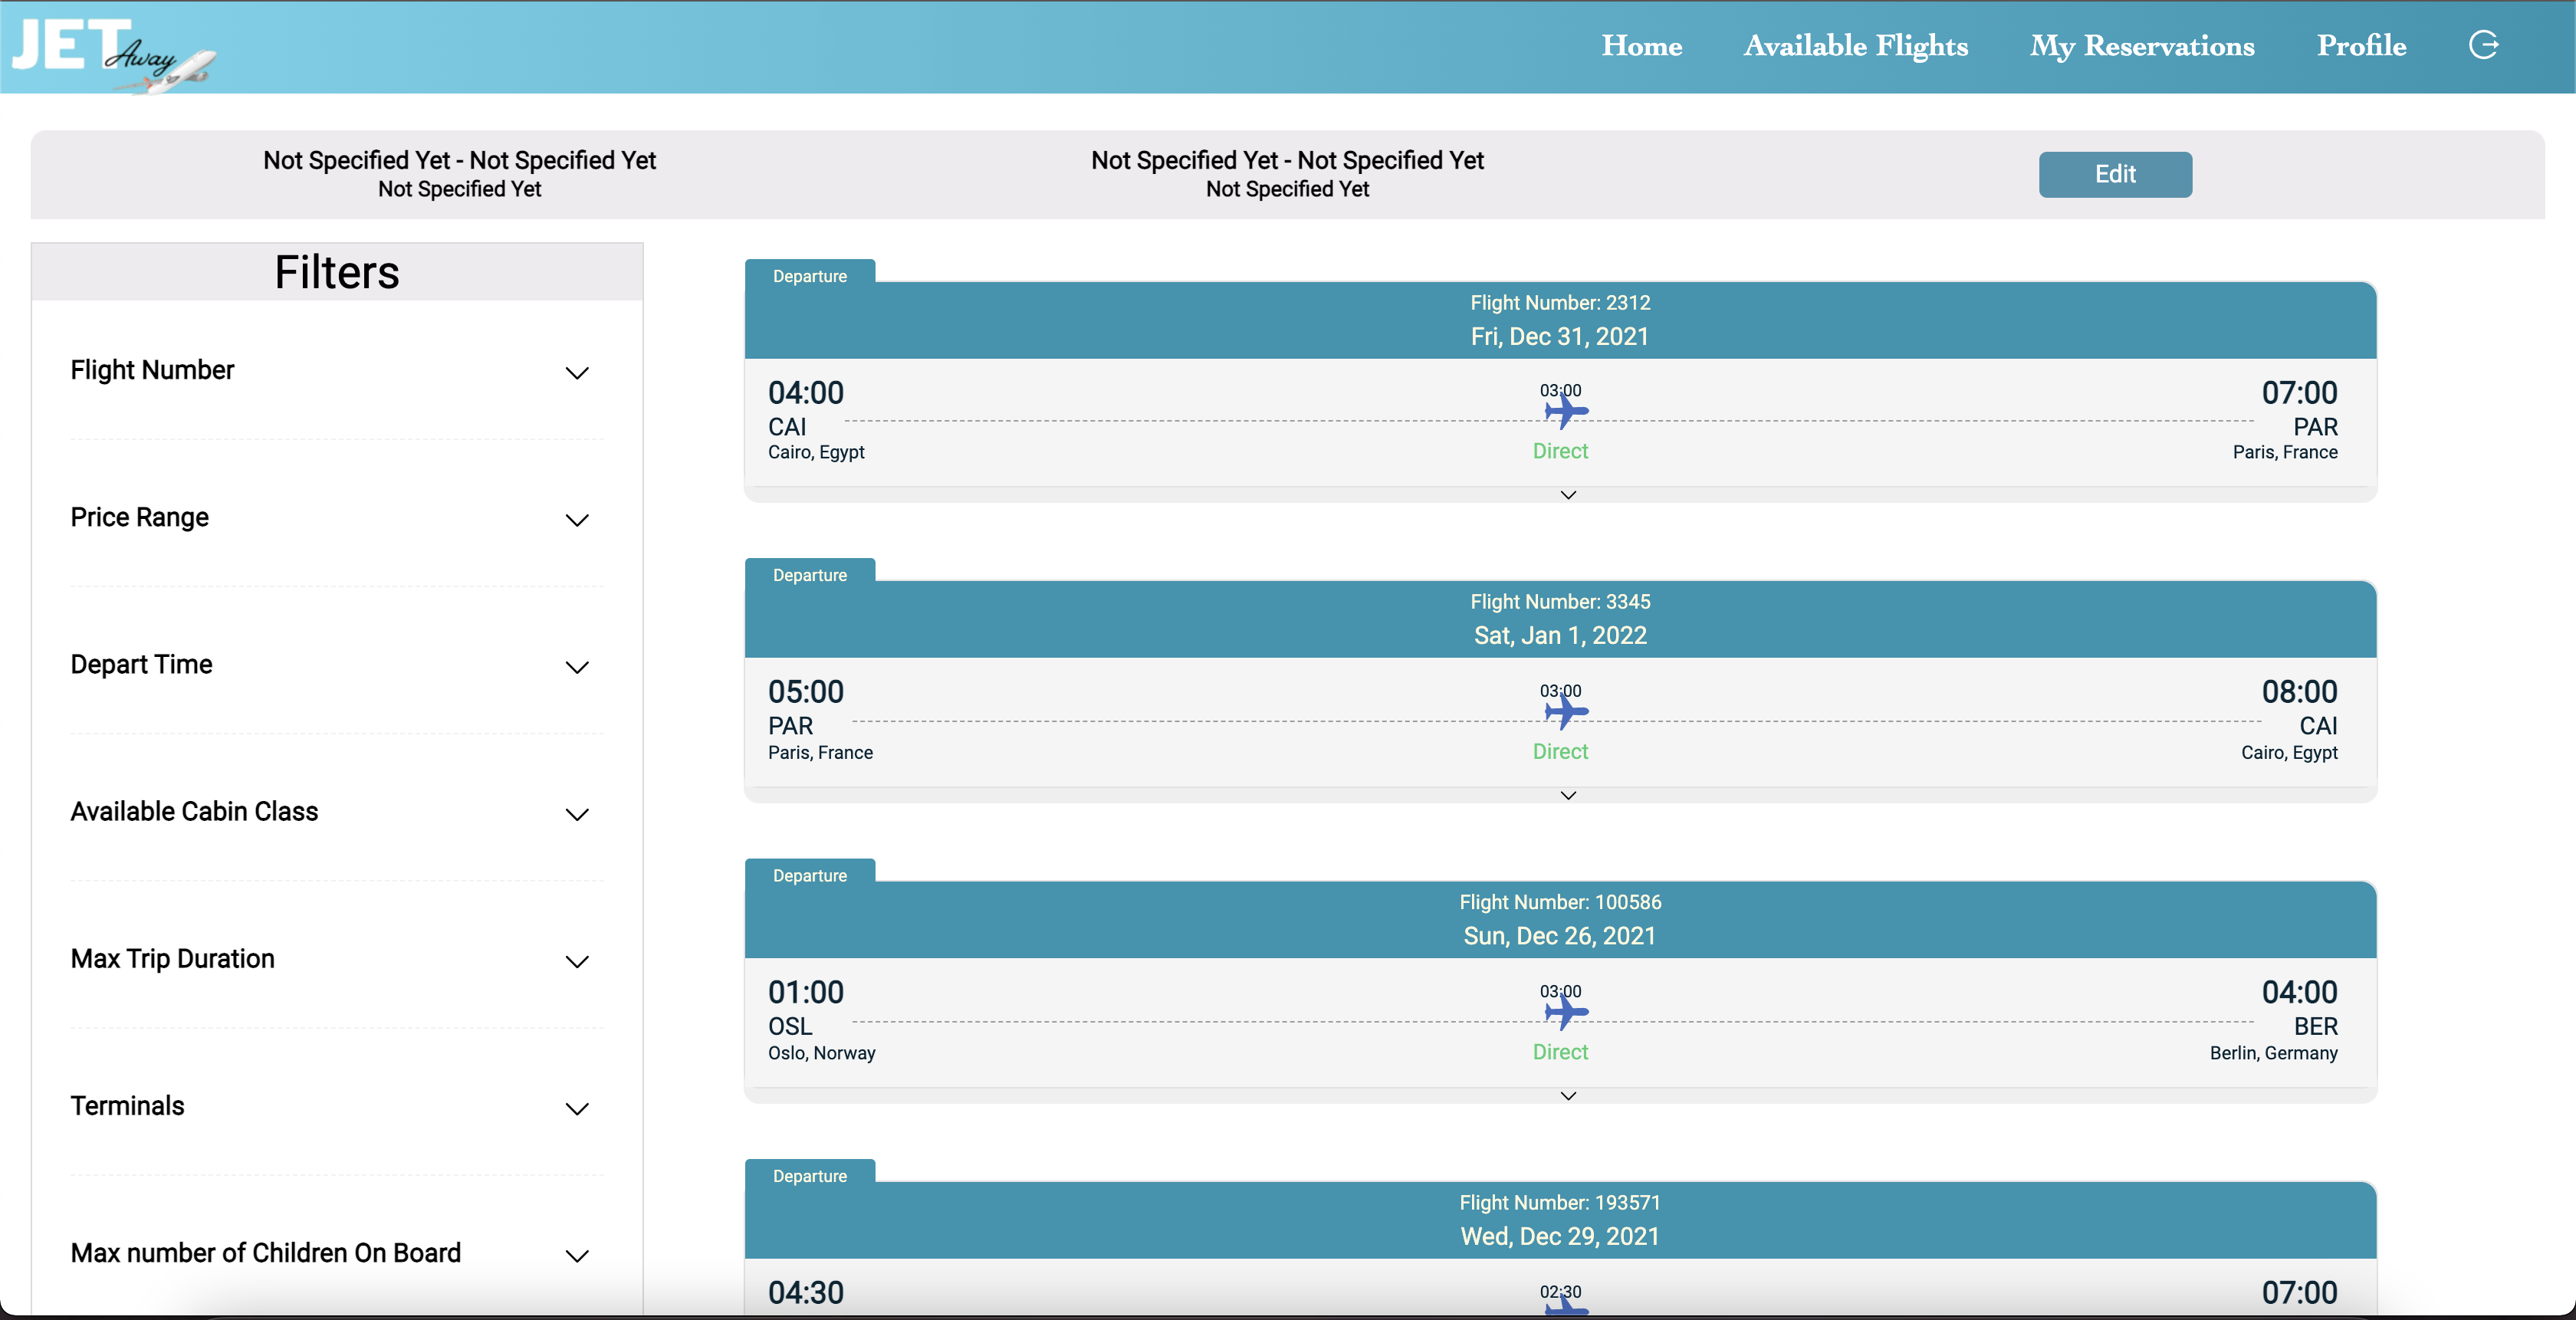 JET Away
Home Available Flights My Reservations Profile
Not Specified Yet - Not Specified Yet
Not Specified Yet
Not Specified Yet - Not Specified Yet
Not Specified Yet
Edit
Filters
Flight Number
Price Range
Depart Time
Available Cabin Class
Max Trip Duration
Terminals
Max number of Children On Board
Departure
Flight Number: 2312
Fri, Dec 31, 2021
04:00 03:00 07:00
CAI PAR
Cairo, Egypt Direct Paris, France
Departure
Flight Number: 3345
Sat, Jan 1, 2022
05:00 03:00 08:00
PAR CAI
Paris, France Direct Cairo, Egypt
Departure
Flight Number: 100586
Sun, Dec 26, 2021
01:00 03:00 04:00
OSL BER
Oslo, Norway Direct Berlin, Germany
Departure
Flight Number: 193571
Wed, Dec 29, 2021
04:30 02:30 07:00